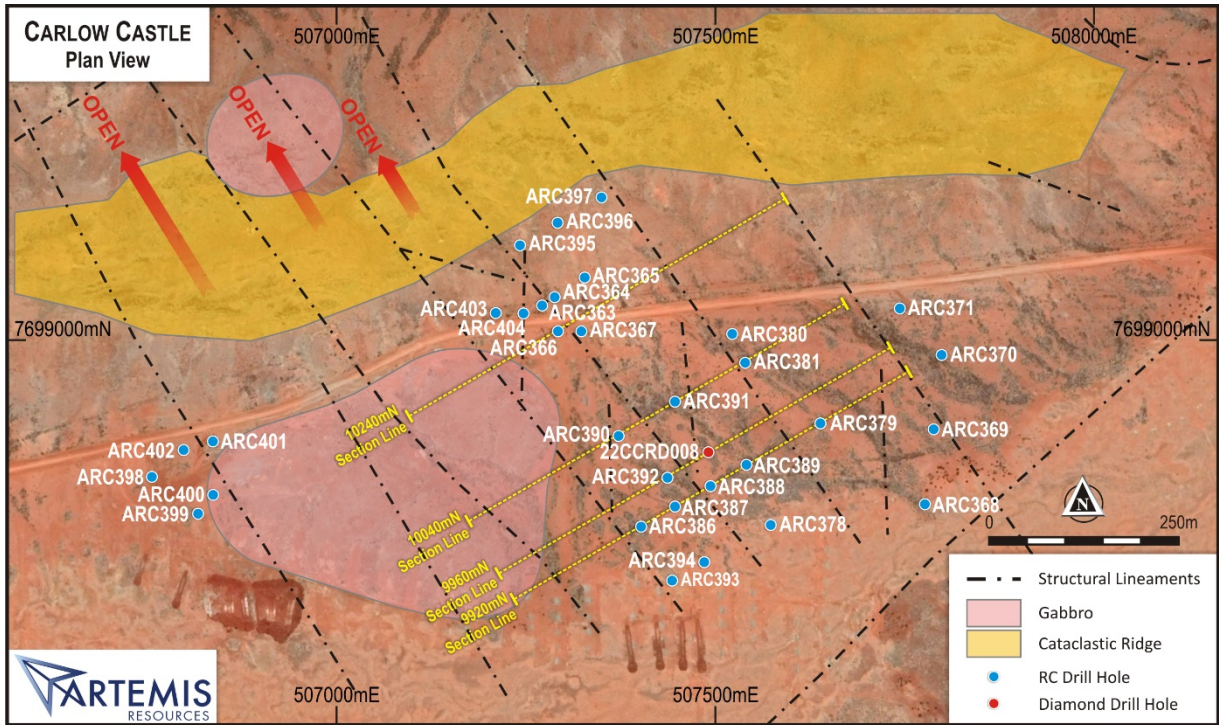 CARLOW CASTLE
Plan View
507000mE
507500mE
508000mE
OPEN
OPEN
OPEN
ARC397
ARC396
ARC395
ARC365
ARC364
ARC403
ARC363
ARC404
ARC366
ARC367
ARC371
ARC380
7699000mN
7699000mN
ARC370
ARC381
ARC391
10240mN
Section Line
ARC390
ARC379
ARC369
22CCRD008
ARC401
ARC402
ARC398
ARC400
ARC399
ARC392
ARC389
ARC388
ARC387
ARC386
ARC378
ARC368
10040mN
Section Line
9960mN
Section Line
9920mN
Section Line
ARC394
ARC393
N
0
250m
Structural Lineaments
Gabbro
Cataclastic Ridge
RC Drill Hole
Diamond Drill Hole
ARTEMIS
RESOURCES
507000mE
507500mE